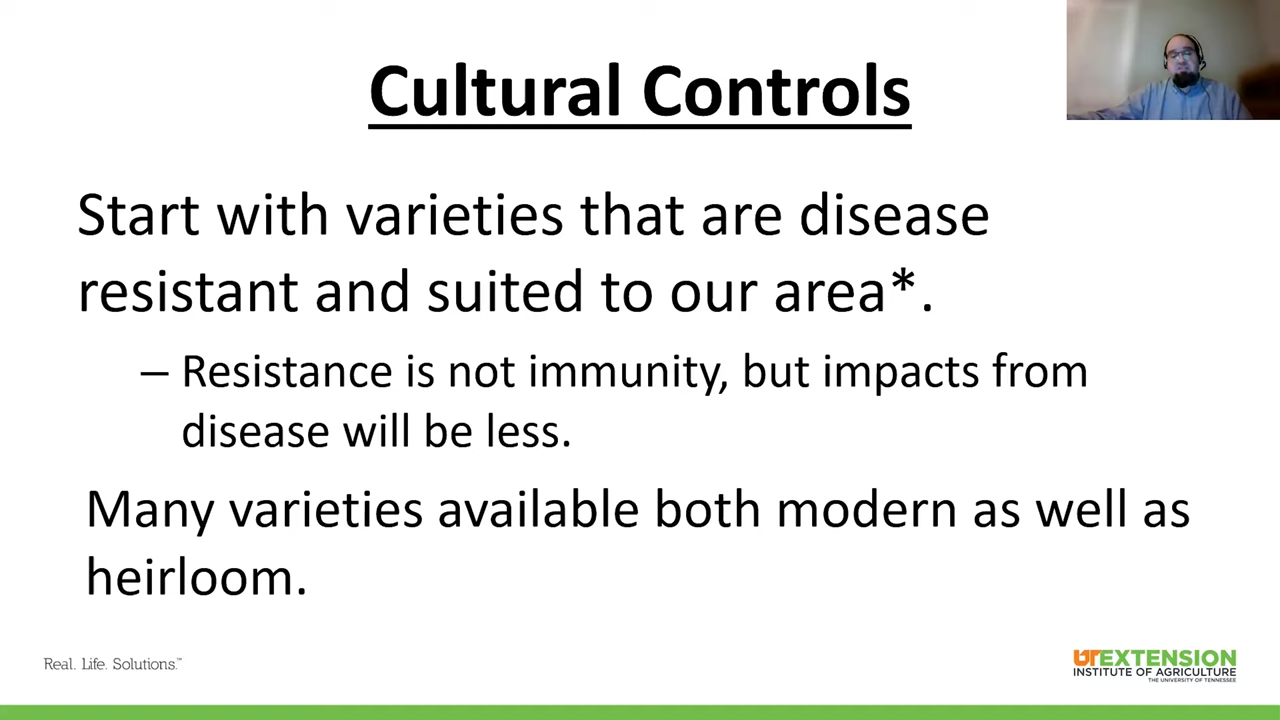 Cultural Controls
Start with varieties that are disease
resistant and suited to our area*.
– Resistance is not immunity, but impacts from
disease will be less.
Many varieties available both modern as well as
heirloom.
Real. Life. Solutions.™
UTEXTENSION
INSTITUTE OF AGRICULTURE
THE UNIVERSITY OF TENNESSEE